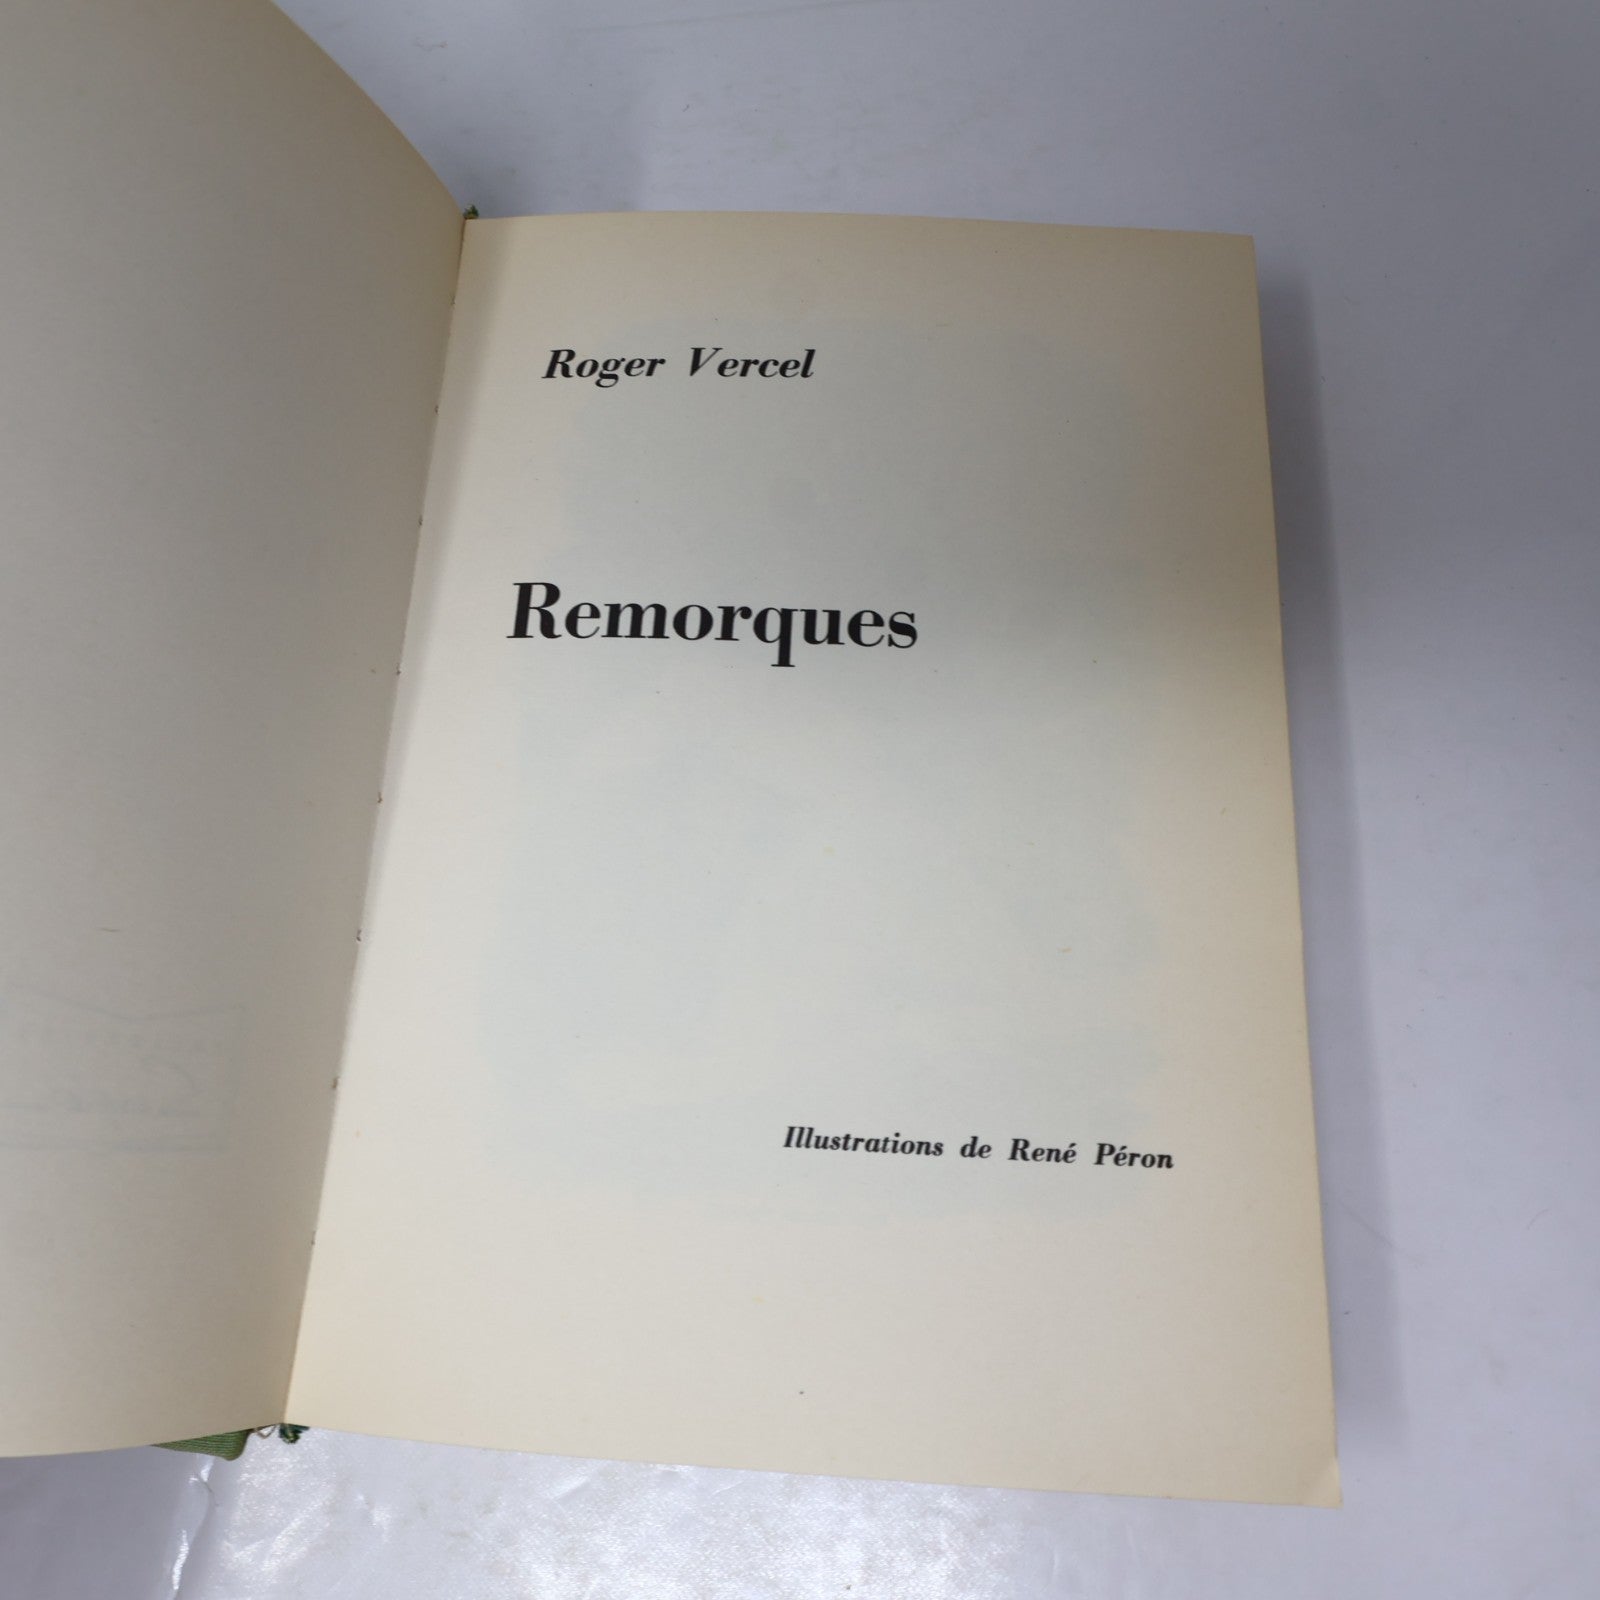 Roger Vercel
Remorques
Illustrations de René Péron